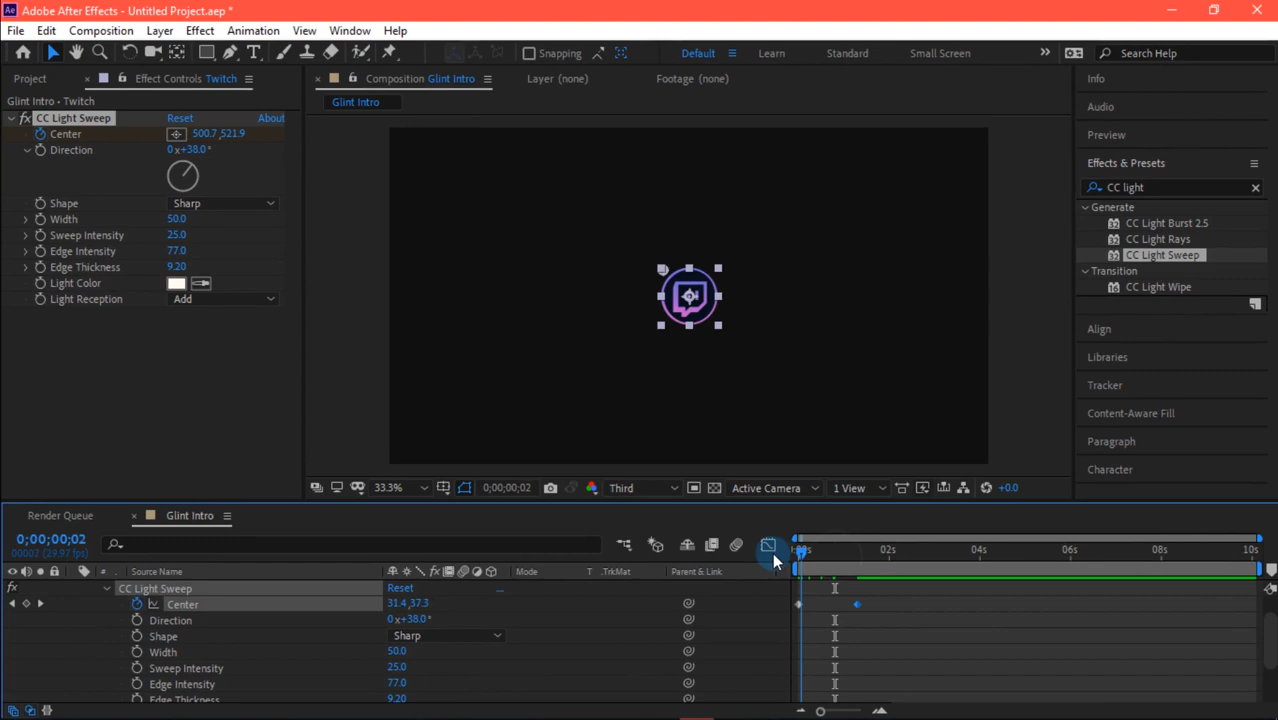 Adobe After Effects - Untitled Project.aep *
File Edit Composition Layer Effect Animation View Window Help
Snapping Default Learn Standard Small Screen Search Help
Project Effect Controls Twitch Composition Glint Intro Layer (none) Footage (none) Info
Glint Intro • Twitch Glint Intro Audio
fx CC Light Sweep Reset About
Center 500.7,521.9 Preview
Direction 0x+38.0°
Effects & Presets
CC light
Shape Sharp Generate
Width 50.0 CC Light Burst 2.5
Sweep Intensity 25.0 CC Light Rays
Edge Intensity 77.0 CC Light Sweep
Edge Thickness 9.20 Transition
Light Color CC Light Wipe
Light Reception Add
Align
Libraries
Tracker
Content-Aware Fill
Paragraph
Character
33.3% 0;00;00;02 Third Active Camera 1 View +0.0
Render Queue Glint Intro
0;00;00;02
00002 (29.97 fps) 02s 04s 06s 08s 10s
# Source Name Mode T .TrkMat Parent & Link
fx CC Light Sweep Reset ...
Center 31.4,37.3
Direction 0x+38.0°
Shape Sharp
Width 50.0
Sweep Intensity 25.0
Edge Intensity 77.0
Edge Thickness 9.20